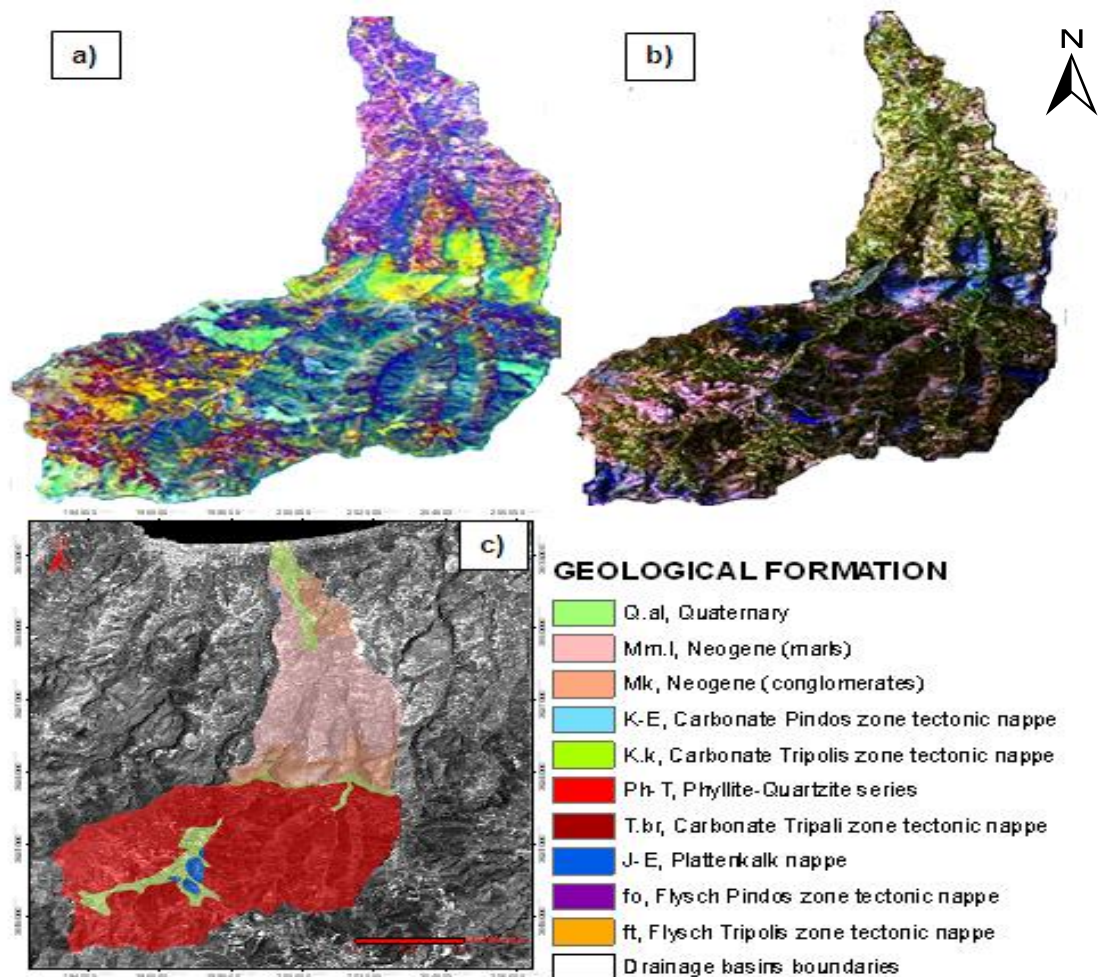 a)
b)
N
c)
GEOLOGICAL FORMATION
Q.al, Quaternary
Mm.l, Neogene (marls)
Mk, Neogene (conglomerates)
K-E, Carbonate Pindos zone tectonic nappe
K.k, Carbonate Tripolis zone tectonic nappe
Ph-T, Phyllite-Quartzite series
T.br, Carbonate Tripali zone tectonic nappe
J-E, Plattenkalk nappe
fo, Flysch Pindos zone tectonic nappe
ft, Flysch Tripolis zone tectonic nappe
Drainage basins boundaries